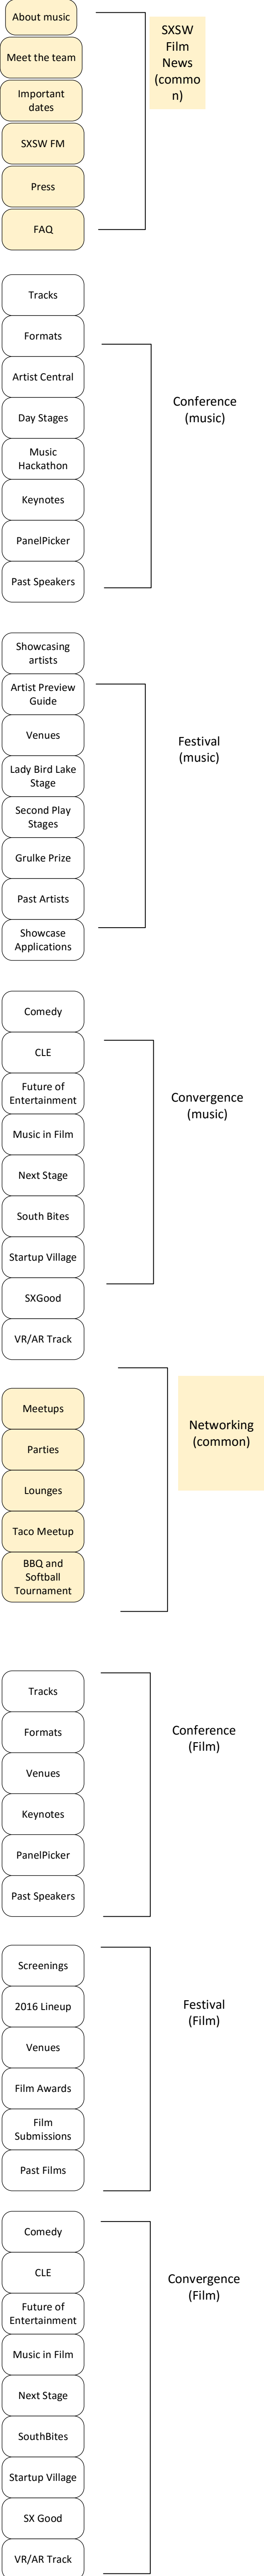 About music
Meet the team
Important
dates
SXSW FM
Press
FAQ
SXSW
Film
News
(commo
n)
Tracks
Formats
Artist Central
Day Stages
Music
Hackathon
Keynotes
PanelPicker
Past Speakers
Conference
(music)
Showcasing
artists
Artist Preview
Guide
Venues
Lady Bird Lake
Stage
Second Play
Stages
Grulke Prize
Past Artists
Showcase
Applications
Festival
(music)
Comedy
CLE
Future of
Entertainment
Music in Film
Next Stage
South Bites
Startup Village
SXGood
VR/AR Track
Convergence
(music)
Meetups
Parties
Lounges
Taco Meetup
BBQ and
Softball
Tournament
Networking
(common)
Tracks
Formats
Venues
Keynotes
PanelPicker
Past Speakers
Conference
(Film)
Screenings
2016 Lineup
Venues
Film Awards
Film
Submissions
Past Films
Festival
(Film)
Comedy
CLE
Future of
Entertainment
Music in Film
Next Stage
SouthBites
Startup Village
SX Good
VR/AR Track
Convergence
(Film)